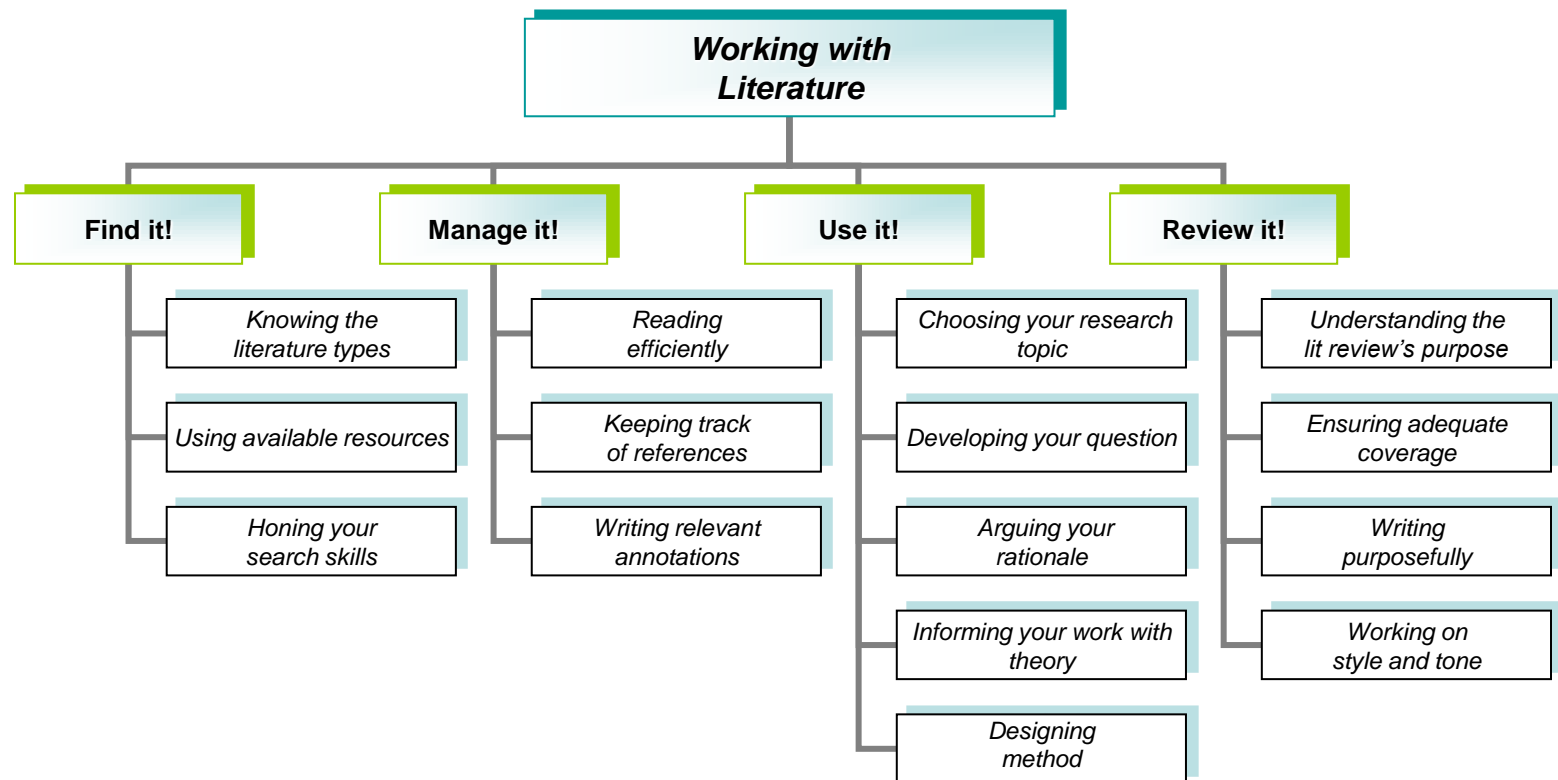 Working with
Literature
Find it!
Knowing the
literature types
Using available resources
Honing your
search skills
Manage it!
Reading
efficiently
Keeping track
of references
Writing relevant
annotations
Use it!
Choosing your research
topic
Developing your question
Arguing your
rationale
Informing your work with
theory
Designing
method
Review it!
Understanding the
lit review’s purpose
Ensuring adequate
coverage
Writing
purposefully
Working on
style and tone